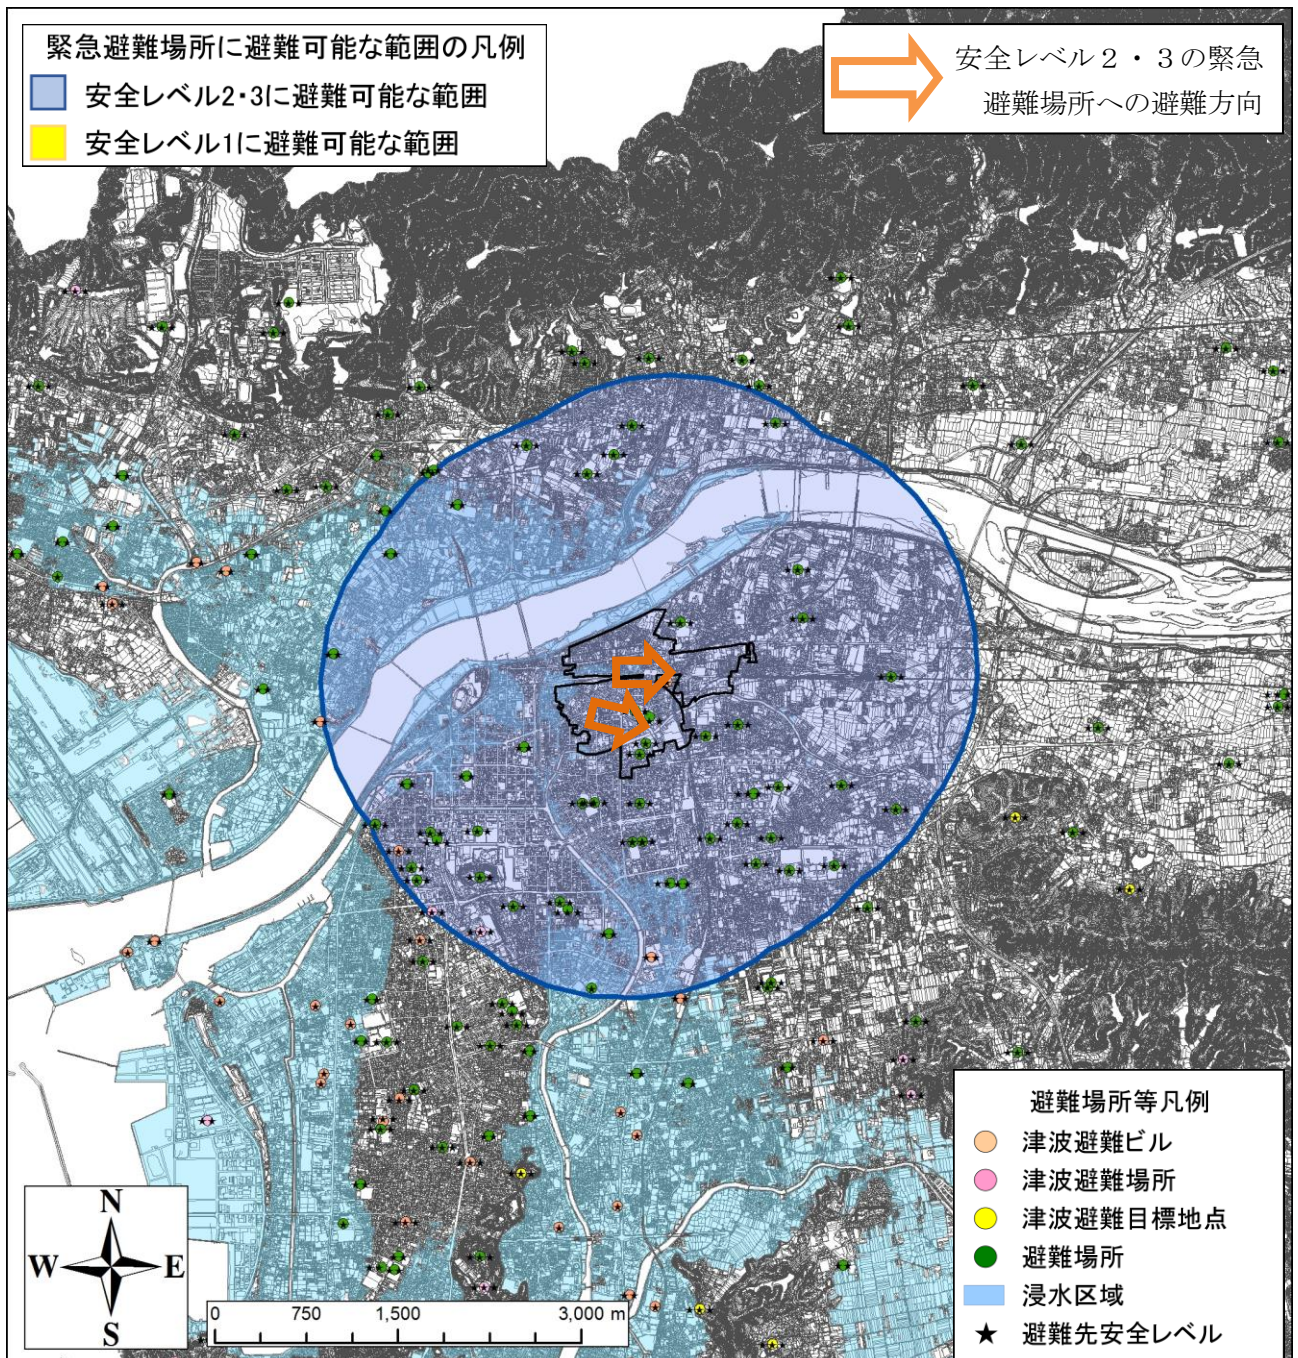 緊急避難場所に避難可能な範囲の凡例
安全レベル2・3に避難可能な範囲
安全レベル1に避難可能な範囲
安全レベル２・３の緊急
避難場所への避難方向
避難場所等凡例
津波避難ビル
津波避難場所
津波避難目標地点
避難場所
浸水区域
★ 避難先安全レベル
N
W E
S
0 750 1,500 3,000 m